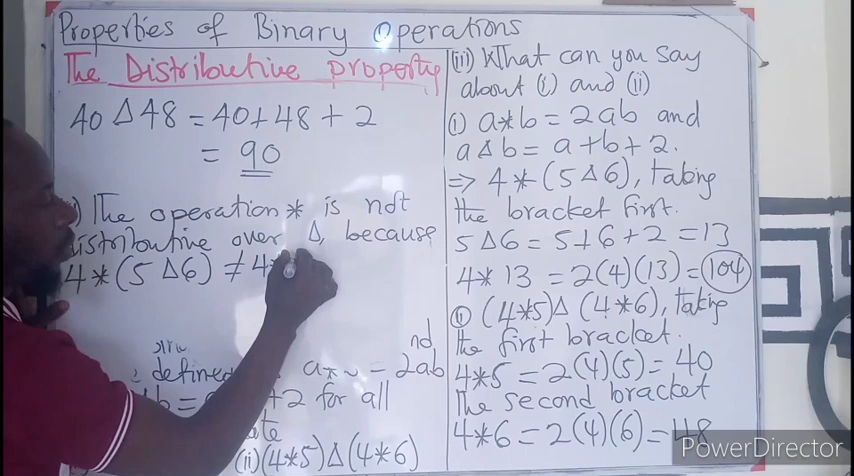 Properties of Binary Operations
The Distributive property
40 Δ 48 = 40 + 48 + 2
= 90
) The operation * is not
distributive over Δ, because
4*(5 Δ 6) ≠ 4*
defined a* = 2ab
b = +2 for all
(ii) (4*5) Δ (4*6)
(iii) What can you say
about (i) and (ii)
(i) a*b = 2ab and
a Δ b = a + b + 2.
⇒ 4*(5 Δ 6), taking
the bracket first.
5 Δ 6 = 5 + 6 + 2 = 13
4* 13 = 2(4)(13) = 104
(ii) (4*5) Δ (4*6), taking
the first bracket.
4*5 = 2(4)(5) = 40
The second bracket
4*6 = 2(4)(6) = 48
PowerDirector